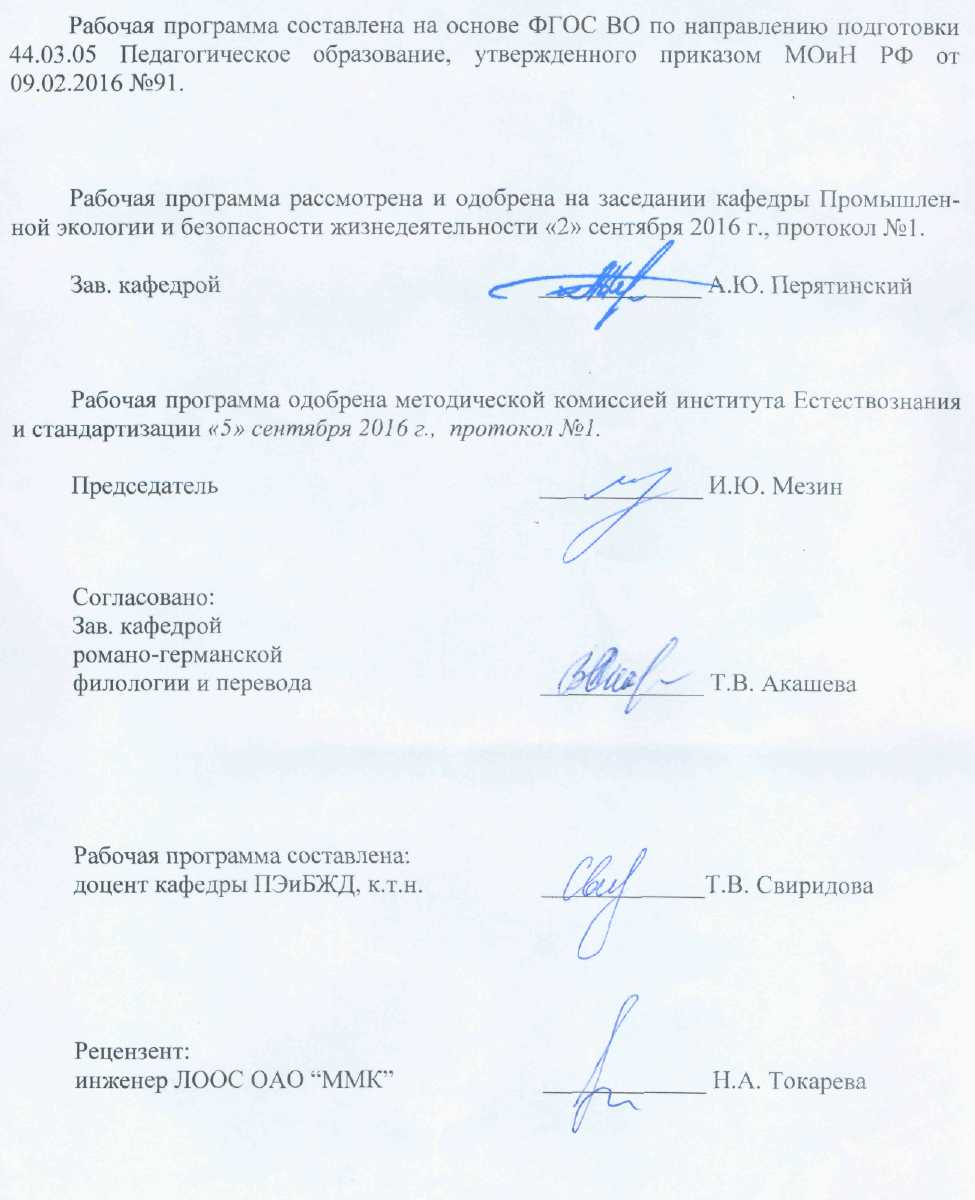 Рабочая программа составлена на основе ФГОС ВО по направлению подготовки
44.03.05 Педагогическое образование, утвержденного приказом МОиН РФ от
09.02.2016 №91.
Рабочая программа рассмотрена и одобрена на заседании кафедры Промышлен-
ной экологии и безопасности жизнедеятельности «2» сентября 2016 г., протокол №1.
Зав. кафедрой А.Ю. Перятинский
Рабочая программа одобрена методической комиссией института Естествознания
и стандартизации «5» сентября 2016 г., протокол №1.
Председатель И.Ю. Мезин
Согласовано:
Зав. кафедрой
романо-германской
филологии и перевода Т.В. Акашева
Рабочая программа составлена:
доцент кафедры ПЭиБЖД, к.т.н. Т.В. Свиридова
Рецензент:
инженер ЛООС ОАО “ММК” Н.А. Токарева